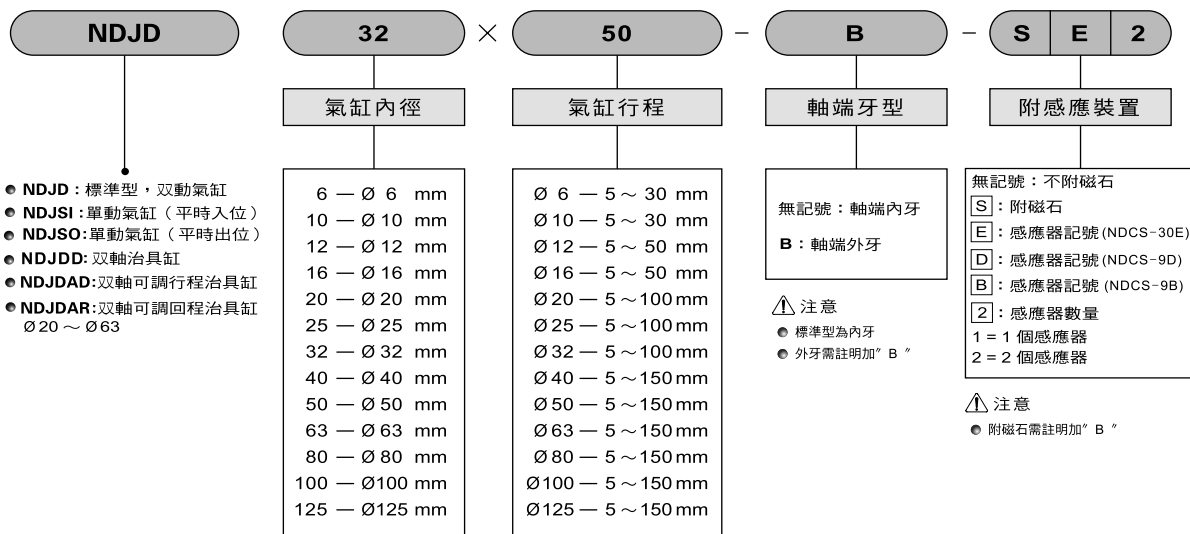 NDJD 32 × 50 - B - S E 2
氣缸內徑
氣缸行程
軸端牙型
附感應裝置
NDJD：標準型，双動氣缸
NDJSI：單動氣缸（平時入位）
NDJSO：單動氣缸（平時出位）
NDJDD：双軸治具缸
NDJDAD：双軸可調行程治具缸
NDJDAR：双軸可調回程治具缸
Ø20～Ø63
6 — Ø 6 mm
10 — Ø 10 mm
12 — Ø 12 mm
16 — Ø 16 mm
20 — Ø 20 mm
25 — Ø 25 mm
32 — Ø 32 mm
40 — Ø 40 mm
50 — Ø 50 mm
63 — Ø 63 mm
80 — Ø 80 mm
100 — Ø100 mm
125 — Ø125 mm
Ø 6 — 5～ 30 mm
Ø 10 — 5～ 30 mm
Ø 12 — 5～ 50 mm
Ø 16 — 5～ 50 mm
Ø 20 — 5～100 mm
Ø 25 — 5～100 mm
Ø 32 — 5～100 mm
Ø 40 — 5～150 mm
Ø 50 — 5～150 mm
Ø 63 — 5～150 mm
Ø 80 — 5～150 mm
Ø100 — 5～150 mm
Ø125 — 5～150 mm
無記號：軸端內牙
B：軸端外牙
注意
標準型為內牙
外牙需註明加〞B 〞
無記號：不附磁石
S：附磁石
E：感應器記號(NDCS-30E)
D：感應器記號(NDCS-9D)
B：感應器記號 (NDCS-9B)
2：感應器數量
1 = 1 個感應器
2 = 2 個感應器
注意
附磁石需註明加〞B 〞